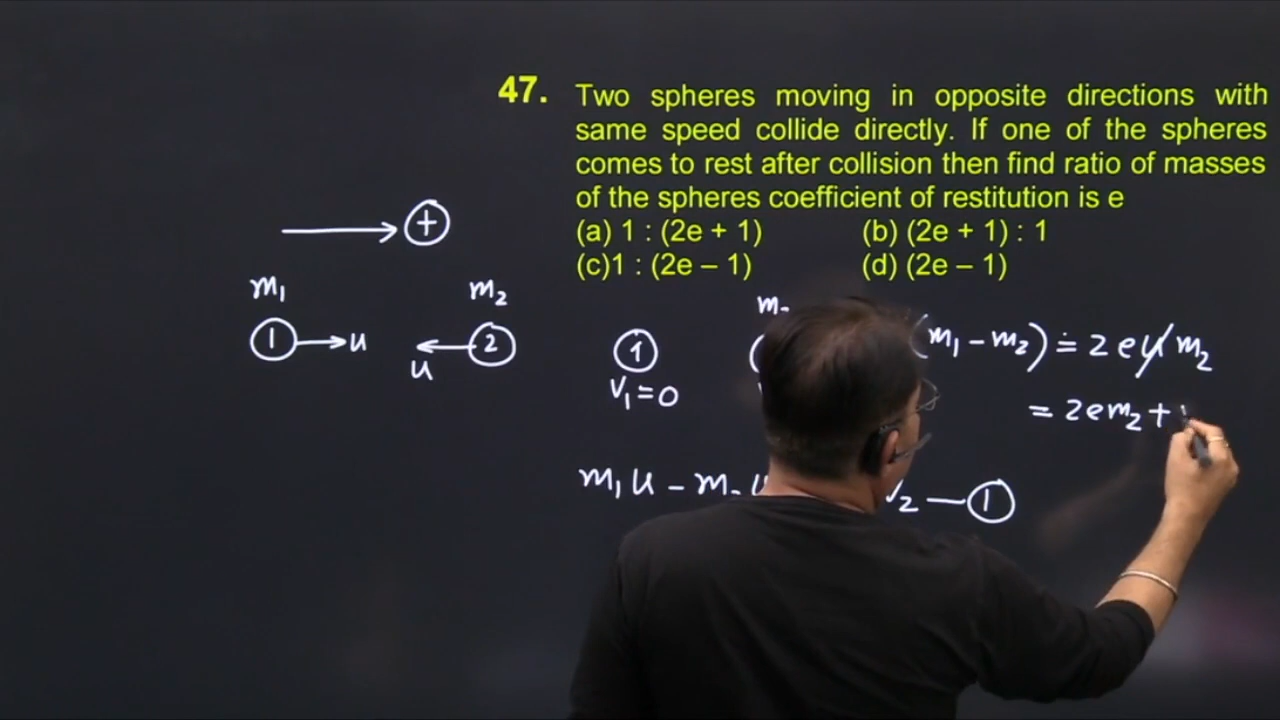 47. Two spheres moving in opposite directions with
same speed collide directly. If one of the spheres
comes to rest after collision then find ratio of masses
of the spheres coefficient of restitution is e
(a) 1 : (2e + 1) (b) (2e + 1) : 1
(c)1 : (2e – 1) (d) (2e – 1)
+
m₁ m₂
1 u u 2
1
V₁ = 0
(m₁ - m₂) = 2eu m₂
= 2em₂ +
m₁u - m
₂ — 1